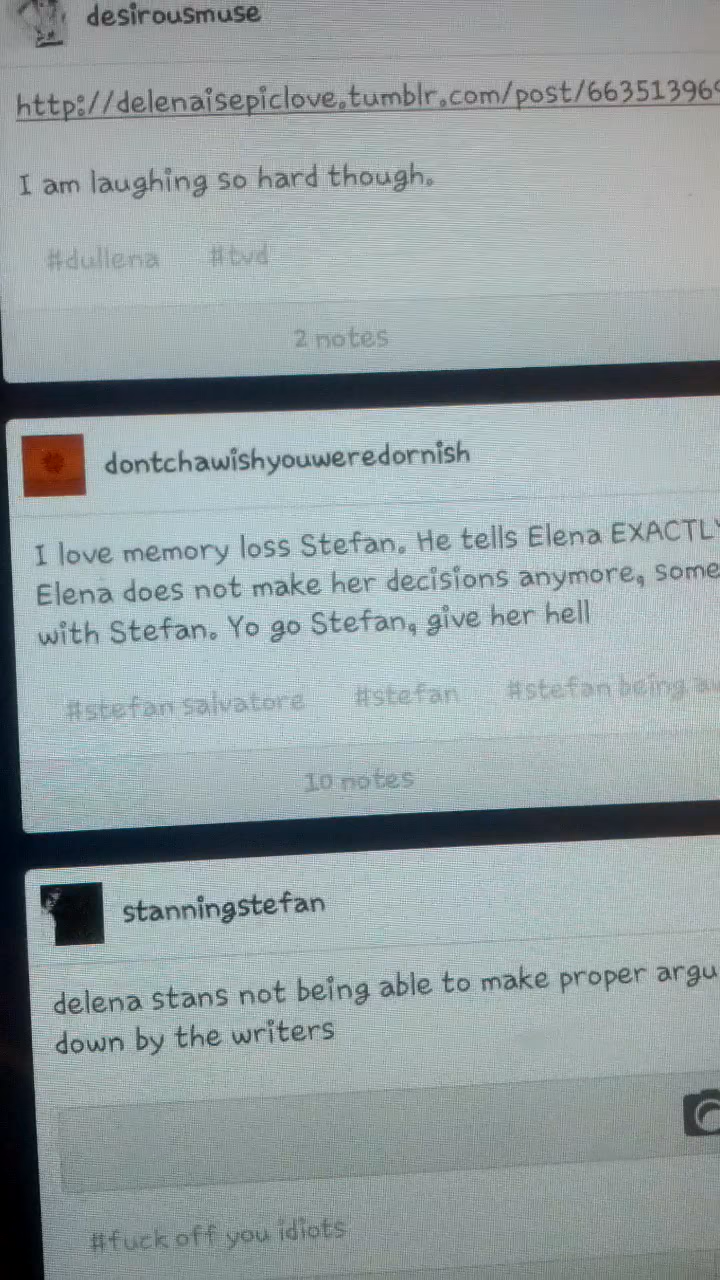 desirousmuse
http://delenaisepiclove.tumblr.com/post/66351396
I am laughing so hard though.
#dullena #tvd
2 notes
dontchawishyouweredornish
I love memory loss Stefan. He tells Elena EXACTLY
Elena does not make her decisions anymore, some
with Stefan. Yo go Stefan, give her hell
#stefan salvatore #stefan #stefan being a
10 notes
stanningstefan
delena stans not being able to make proper argu
down by the writers
#fuck off you idiots